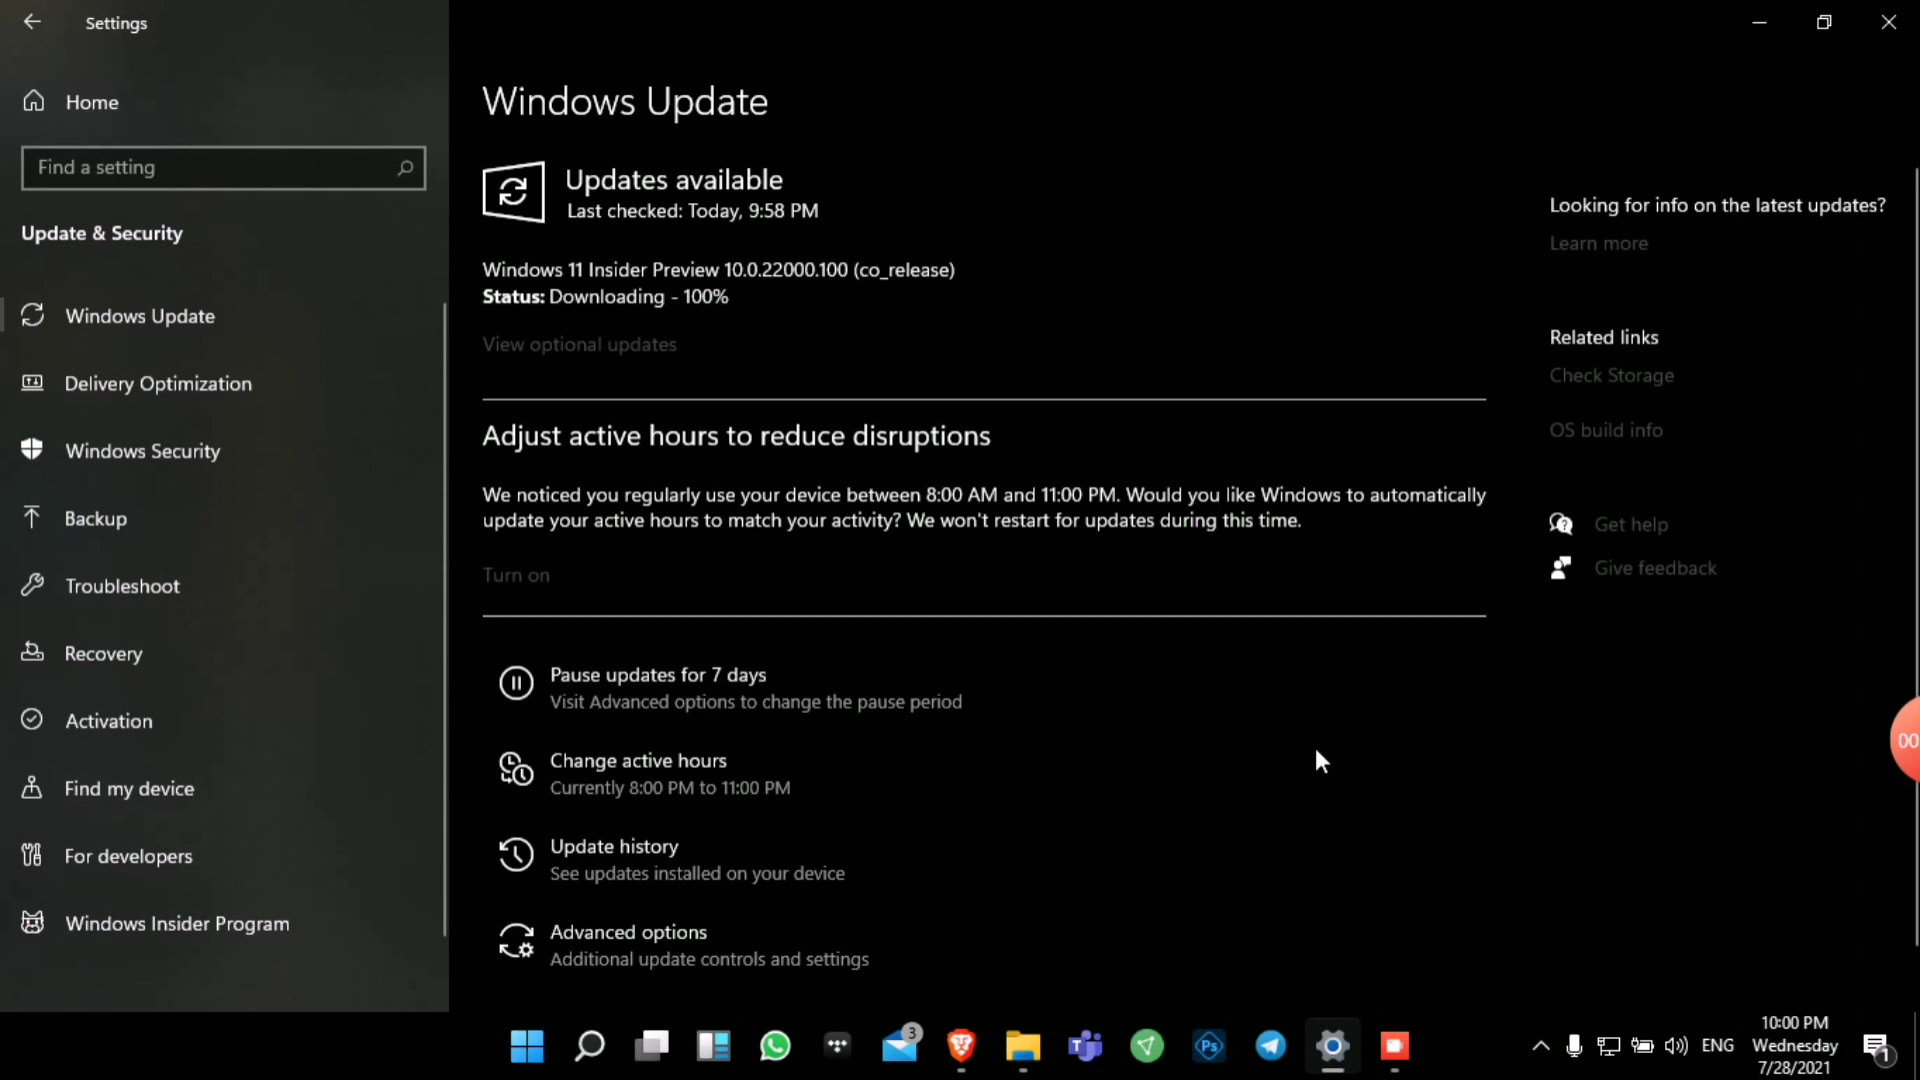 Settings
Home
Find a setting
Update & Security
Windows Update
Delivery Optimization
Windows Security
Backup
Troubleshoot
Recovery
Activation
Find my device
For developers
Windows Insider Program
Windows Update
Updates available
Last checked: Today, 9:58 PM
Windows 11 Insider Preview 10.0.22000.100 (co_release)
Status: Downloading - 100%
View optional updates
Adjust active hours to reduce disruptions
We noticed you regularly use your device between 8:00 AM and 11:00 PM. Would you like Windows to automatically
update your active hours to match your activity? We won't restart for updates during this time.
Turn on
Pause updates for 7 days
Visit Advanced options to change the pause period
Change active hours
Currently 8:00 PM to 11:00 PM
Update history
See updates installed on your device
Advanced options
Additional update controls and settings
Looking for info on the latest updates?
Learn more
Related links
Check Storage
OS build info
Get help
Give feedback
00
3
T
Ps
ENG
10:00 PM
Wednesday
7/28/2021
1